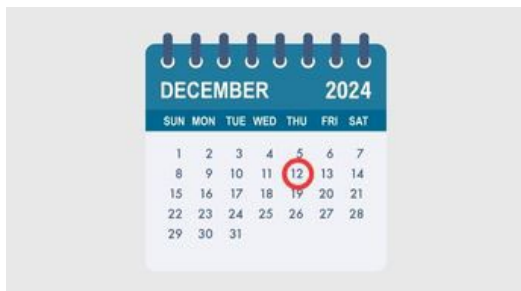 DECEMBER 2024
SUN MON TUE WED THU FRI SAT
1 2 3 4 5 6 7
8 9 10 11 12 13 14
15 16 17 18 19 20 21
22 23 24 25 26 27 28
29 30 31